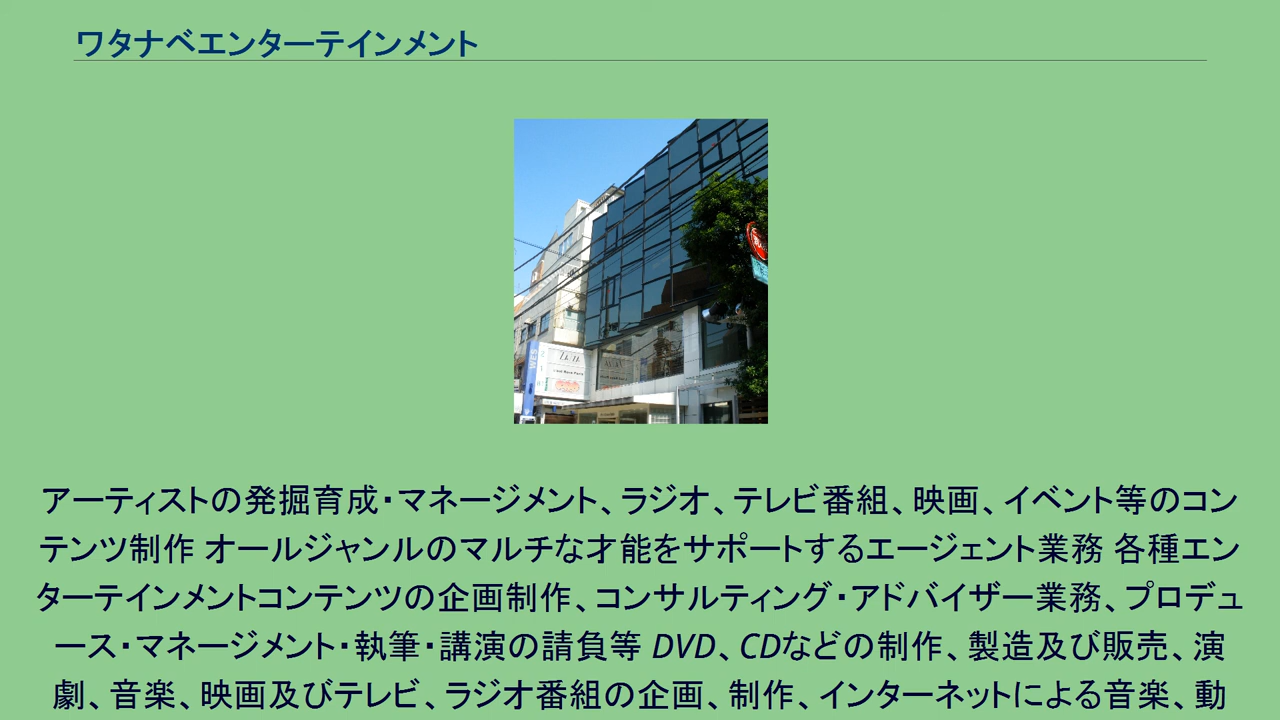 ワタナベエンターテインメント
アーティストの発掘育成・マネージメント、ラジオ、テレビ番組、映画、イベント等のコン
テンツ制作 オールジャンルのマルチな才能をサポートするエージェント業務 各種エン
ターテインメントコンテンツの企画制作、コンサルティング・アドバイザー業務、プロデュ
ース・マネージメント・執筆・講演の請負等 DVD、CDなどの制作、製造及び販売、演
劇、音楽、映画及びテレビ、ラジオ番組の企画、制作、インターネットによる音楽、動